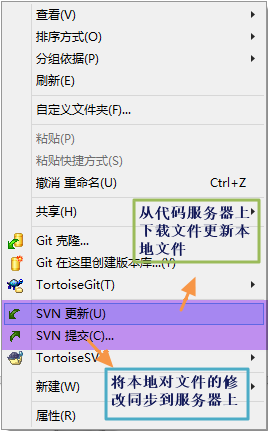 查看(V)
排序方式(O)
分组依据(P)
刷新(E)
自定义文件夹(F)...
粘贴(P)
粘贴快捷方式(S)
撤消 重命名(U) Ctrl+Z
共享(H)
从代码服务器上
下载文件更新本
地文件
Git 克隆...
Git 在这里创建版本库...(Y)
TortoiseGit(T)
SVN 更新(U)
SVN 提交(C)...
TortoiseSV
将本地对文件的修
改同步到服务器上
新建(W)
属性(R)